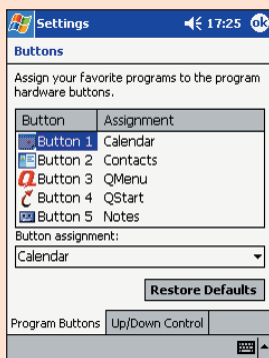 Settings 17:25 ok
Buttons
Assign your favorite programs to the program
hardware buttons.
Button Assignment
Button 1 Calendar
Button 2 Contacts
Button 3 QMenu
Button 4 QStart
Button 5 Notes
Button assignment:
Calendar
Restore Defaults
Program Buttons Up/Down Control